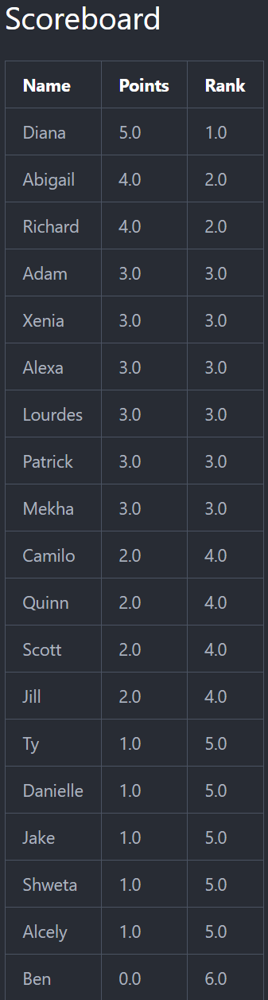 Scoreboard
Name Points Rank
Diana 5.0 1.0
Abigail 4.0 2.0
Richard 4.0 2.0
Adam 3.0 3.0
Xenia 3.0 3.0
Alexa 3.0 3.0
Lourdes 3.0 3.0
Patrick 3.0 3.0
Mekha 3.0 3.0
Camilo 2.0 4.0
Quinn 2.0 4.0
Scott 2.0 4.0
Jill 2.0 4.0
Ty 1.0 5.0
Danielle 1.0 5.0
Jake 1.0 5.0
Shweta 1.0 5.0
Alcely 1.0 5.0
Ben 0.0 6.0